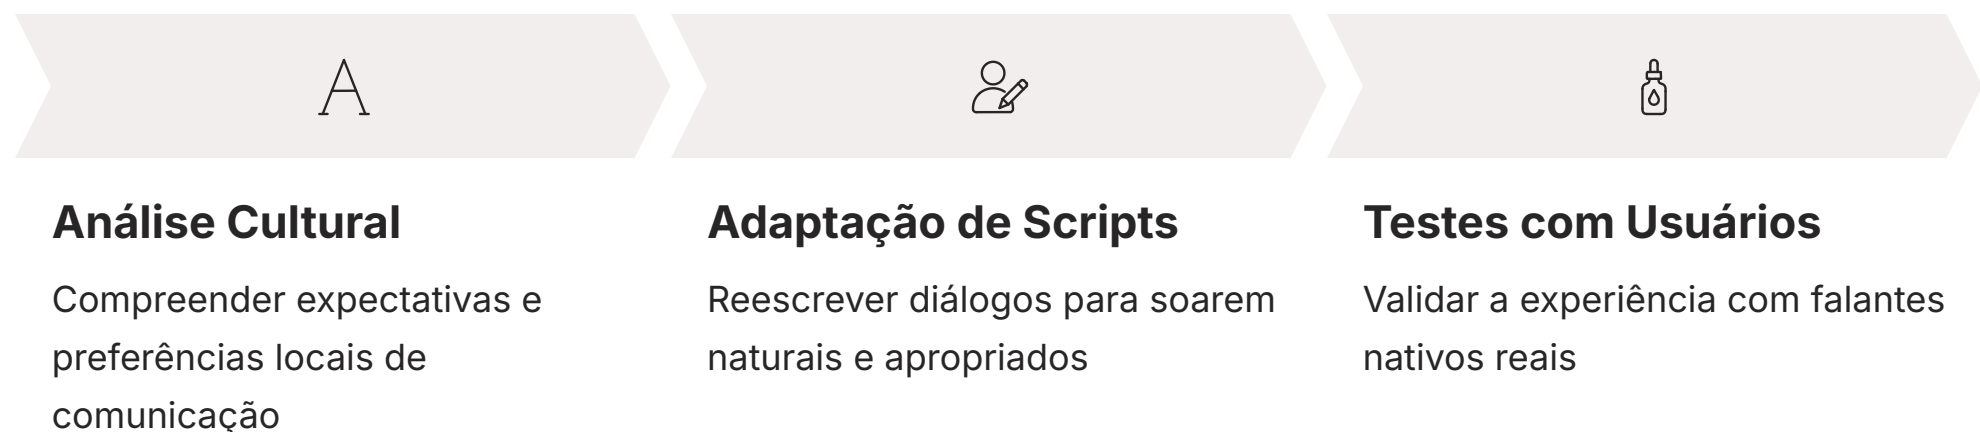 Análise Cultural
Compreender expectativas e
preferências locais de
comunicação
Adaptação de Scripts
Reescrever diálogos para soarem
naturais e apropriados
Testes com Usuários
Validar a experiência com falantes
nativos reais